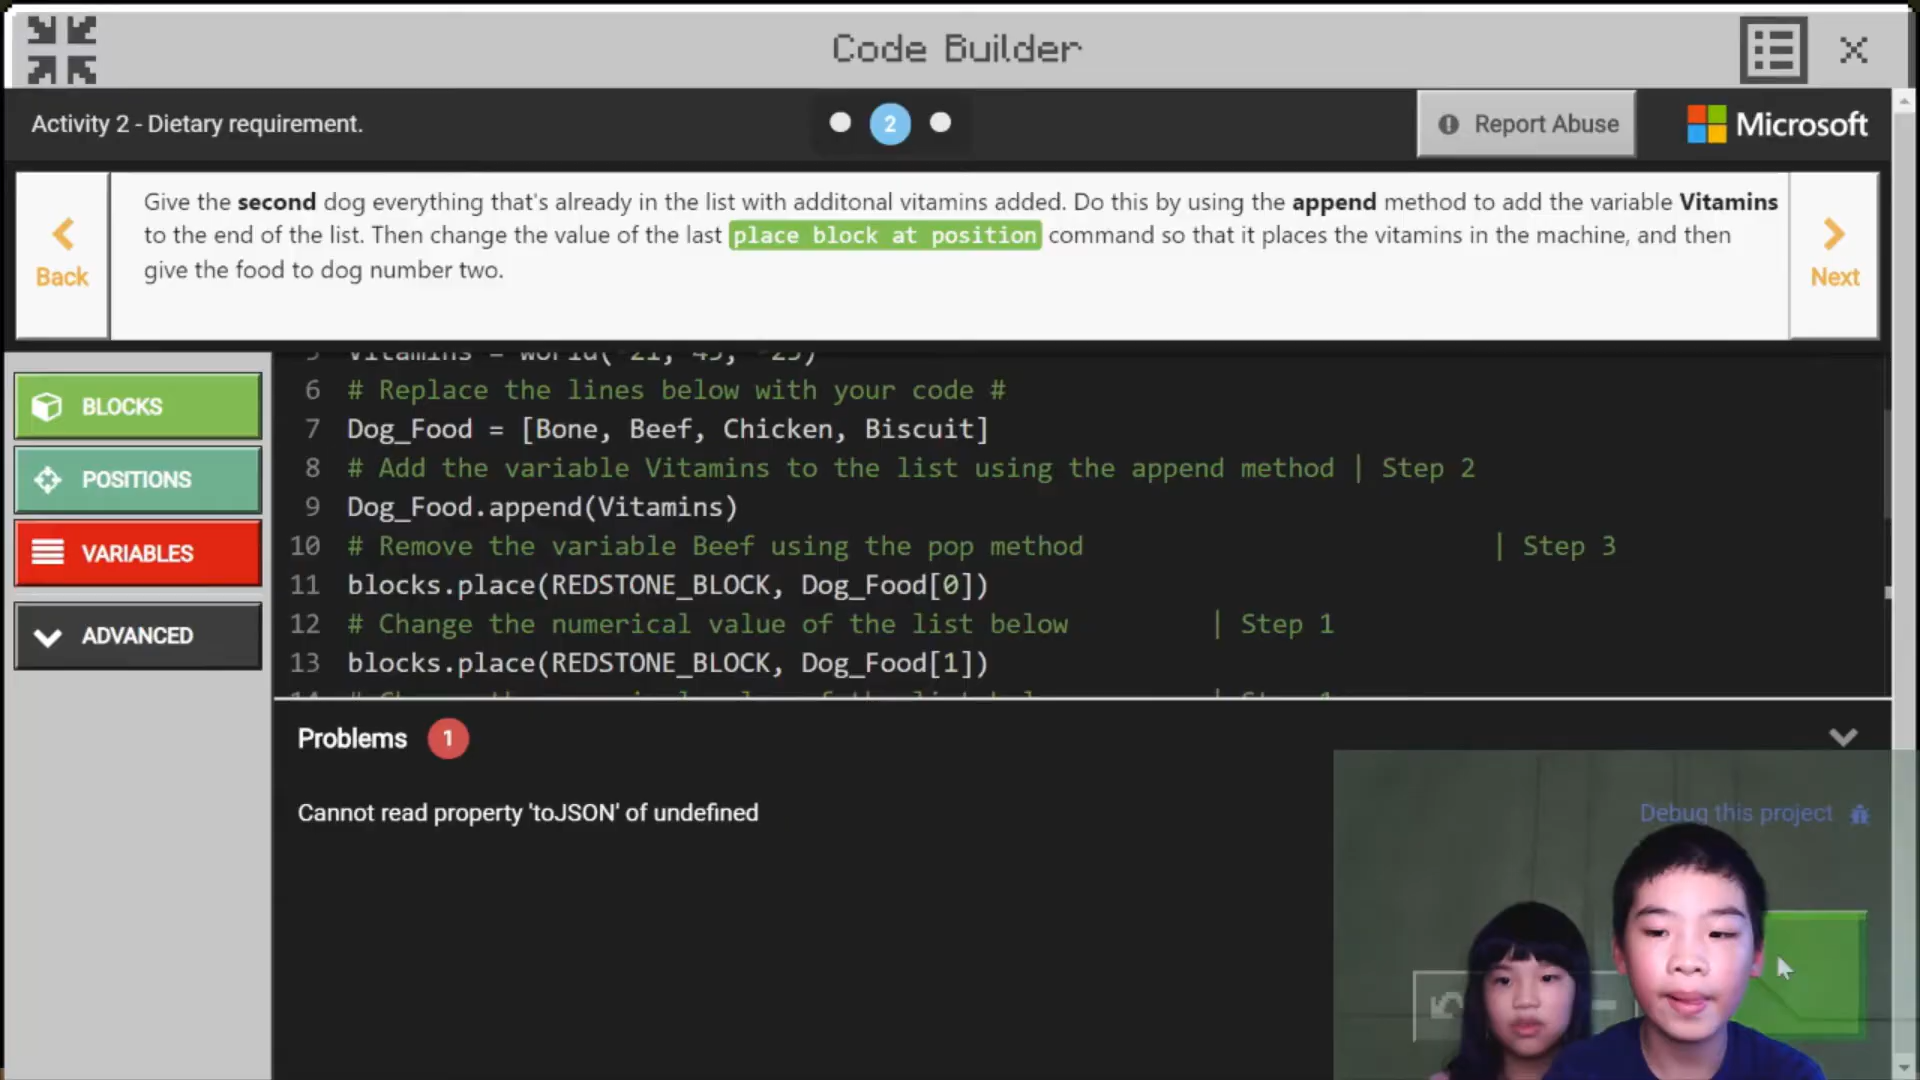 Code Builder
Activity 2 - Dietary requirement.
2
Report Abuse
Microsoft
Back
Give the second dog everything that's already in the list with additonal vitamins added. Do this by using the append method to add the variable Vitamins
to the end of the list. Then change the value of the last place block at position command so that it places the vitamins in the machine, and then
give the food to dog number two.
Next
BLOCKS
POSITIONS
VARIABLES
ADVANCED
6 # Replace the lines below with your code #
7 Dog_Food = [Bone, Beef, Chicken, Biscuit]
8 # Add the variable Vitamins to the list using the append method | Step 2
9 Dog_Food.append(Vitamins)
10 # Remove the variable Beef using the pop method | Step 3
11 blocks.place(REDSTONE_BLOCK, Dog_Food[0])
12 # Change the numerical value of the list below | Step 1
13 blocks.place(REDSTONE_BLOCK, Dog_Food[1])
Problems 1
Cannot read property 'toJSON' of undefined
Debug this project